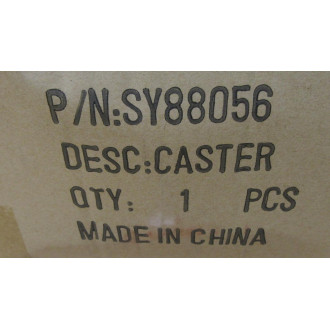 P/N:SY88056
DESC:CASTER
QTY: 1 PCS
MADE IN CHINA